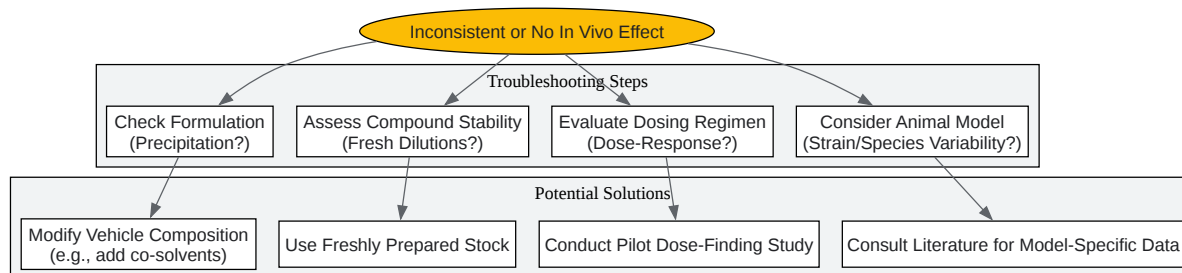 Inconsistent or No In Vivo Effect
Troubleshooting Steps
Check Formulation
(Precipitation?)
Assess Compound Stability
(Fresh Dilutions?)
Evaluate Dosing Regimen
(Dose-Response?)
Consider Animal Model
(Strain/Species Variability?)
Potential Solutions
Modify Vehicle Composition
(e.g., add co-solvents)
Use Freshly Prepared Stock
Conduct Pilot Dose-Finding Study
Consult Literature for Model-Specific Data